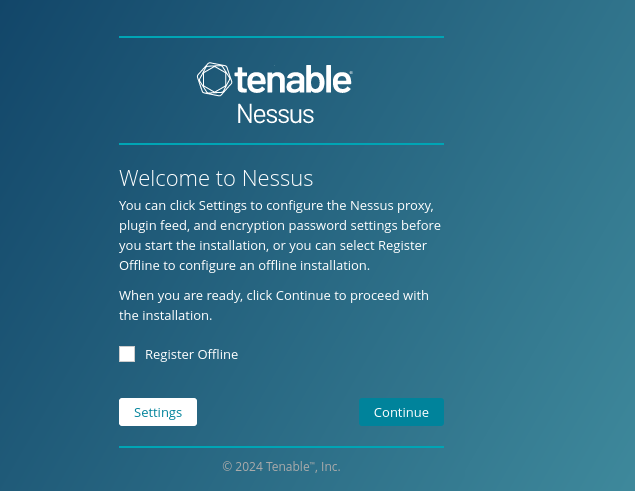 tenable
Nessus
Welcome to Nessus
You can click Settings to configure the Nessus proxy,
plugin feed, and encryption password settings before
you start the installation, or you can select Register
Offline to configure an offline installation.
When you are ready, click Continue to proceed with
the installation.
Register Offline
Settings
Continue
© 2024 Tenable™, Inc.